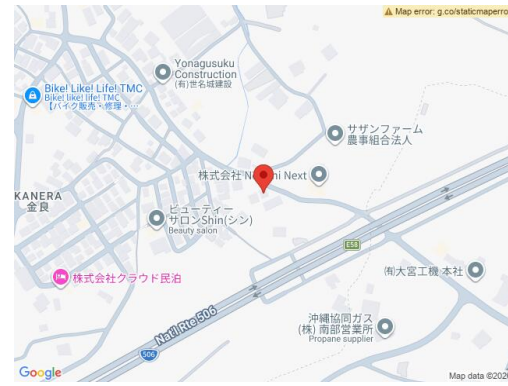 Map error: g.co/staticmaperro
Yonagusuku
Construction
(有)世名城建設
Bike! Like! Life! TMC
Bike! like! life! TMC
【バイク販売・修理・…
サザンファーム
農事組合法人
株式会社 Na
ni Next
KANERA
金良
ビューティー
サロンShin(シン)
Beauty salon
E58
(有)大宮工機 本社
株式会社クラウド民泊
Nat'l Rte 506
沖縄協同ガス
(株) 南部営業所
Propane supplier
506
Google
Map data ©202